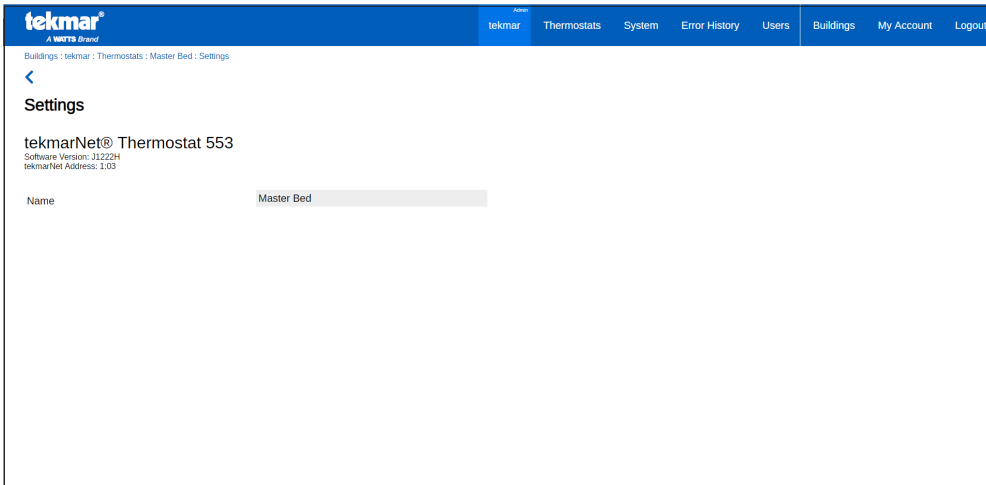 tekmar®
A WATTS Brand
Admin
tekmar Thermostats System Error History Users Buildings My Account Logout
Buildings : tekmar : Thermostats : Master Bed : Settings
Settings
tekmarNet® Thermostat 553
Software Version: J1222H
tekmarNet Address: 1:03
Name Master Bed